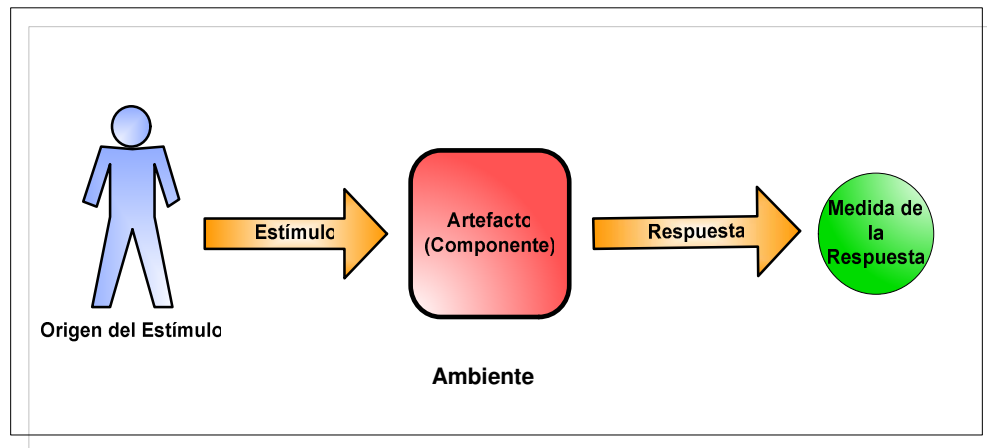 Estímulo
Artefacto
(Componente)
Respuesta
Medida de
la
Respuesta
Origen del Estímulo
Ambiente